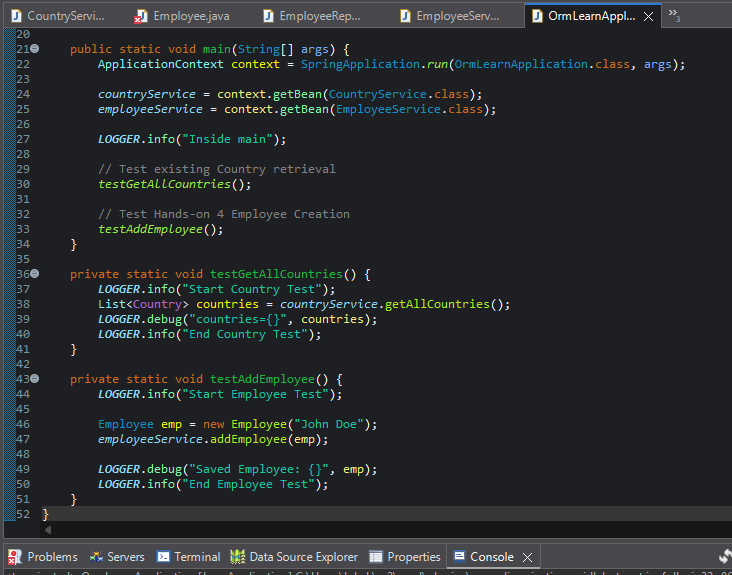 CountryServi...
Employee.java
EmployeeRep...
EmployeeServ...
OrmLearnAppl...
»3
20
21 public static void main(String[] args) {
22 ApplicationContext context = SpringApplication.run(OrmLearnApplication.class, args);
23
24 countryService = context.getBean(CountryService.class);
25 employeeService = context.getBean(EmployeeService.class);
26
27 LOGGER.info("Inside main");
28
29 // Test existing Country retrieval
30 testGetAllCountries();
31
32 // Test Hands-on 4 Employee Creation
33 testAddEmployee();
34 }
35
36 private static void testGetAllCountries() {
37 LOGGER.info("Start Country Test");
38 List<Country> countries = countryService.getAllCountries();
39 LOGGER.debug("countries={}", countries);
40 LOGGER.info("End Country Test");
41 }
42
43 private static void testAddEmployee() {
44 LOGGER.info("Start Employee Test");
45
46 Employee emp = new Employee("John Doe");
47 employeeService.addEmployee(emp);
48
49 LOGGER.debug("Saved Employee: {}", emp);
50 LOGGER.info("End Employee Test");
51 }
52 }
Problems
Servers
Terminal
Data Source Explorer
Properties
Console